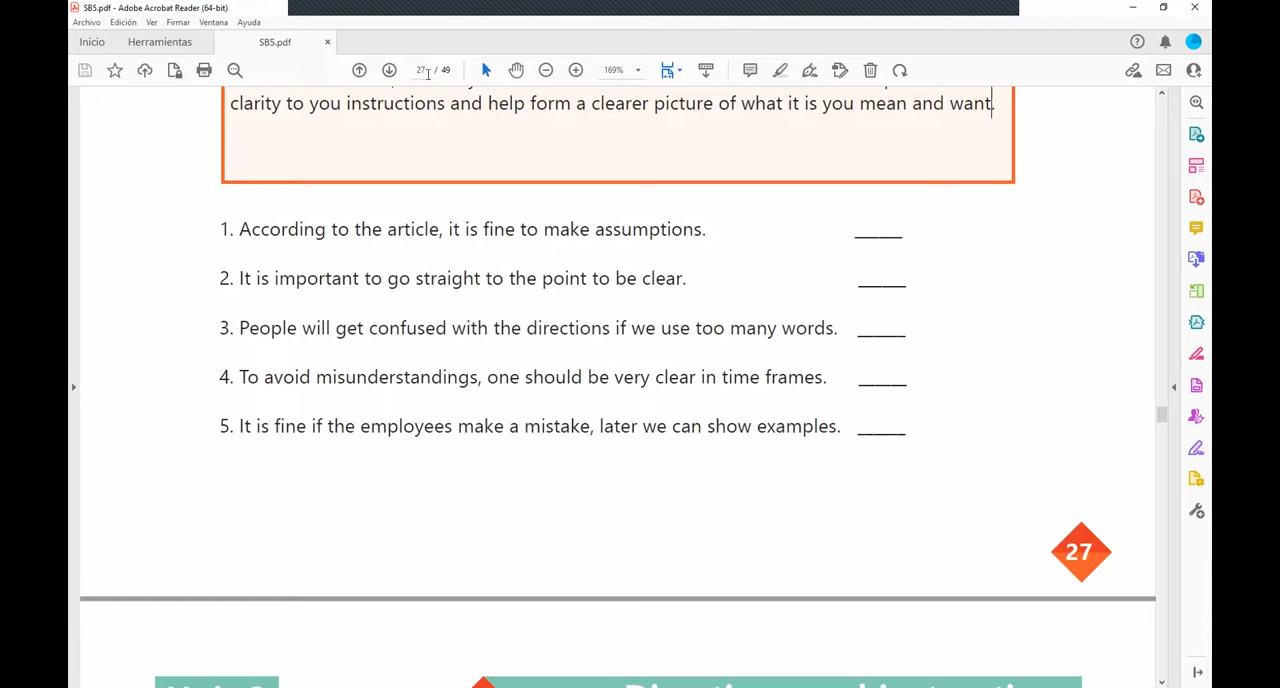 SB5.pdf - Adobe Acrobat Reader (64-bit)
Archivo Edición Ver Firmar Ventana Ayuda
Inicio Herramientas SB5.pdf
27 / 49 169%
clarity to you instructions and help form a clearer picture of what it is you mean and want.
1. According to the article, it is fine to make assumptions. _____
2. It is important to go straight to the point to be clear. _____
3. People will get confused with the directions if we use too many words. _____
4. To avoid misunderstandings, one should be very clear in time frames. _____
5. It is fine if the employees make a mistake, later we can show examples. _____
27